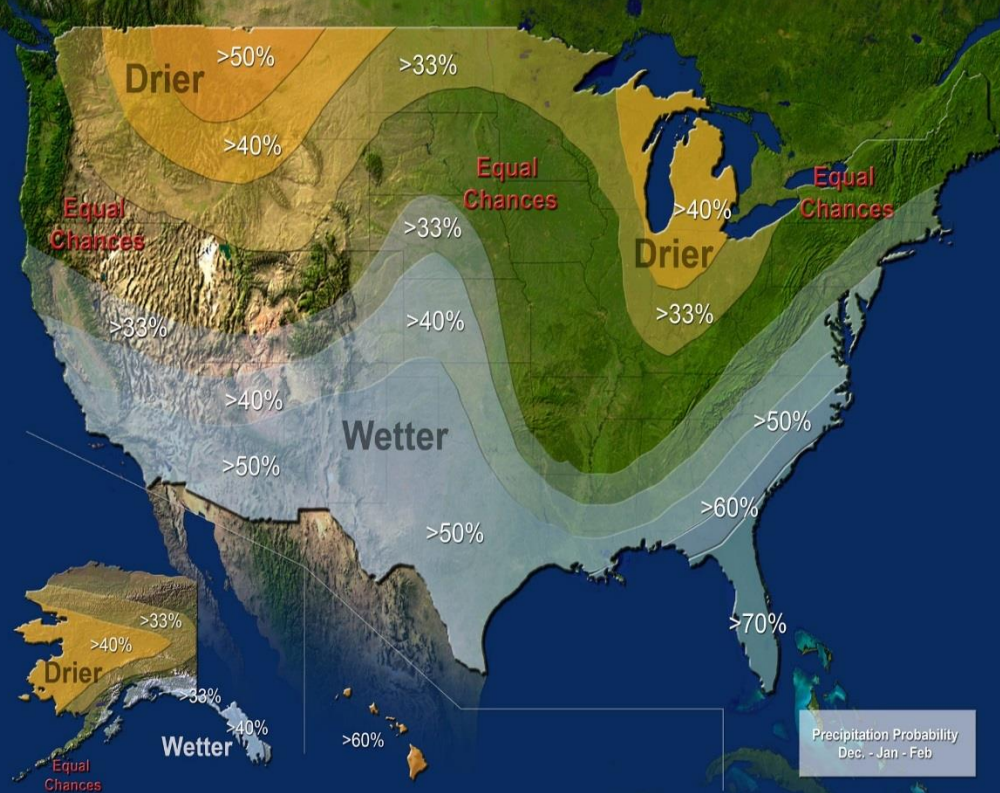 >50%
>33%
Drier
>40%
Equal
Chances
Equal
Chances
Equal
Chances
>40%
>33%
Drier
>33%
>40%
>33%
>40%
Wetter
>50%
>50%
>50%
>60%
>70%
>33%
>40%
Drier
>33%
>40%
Wetter
>60%
Equal
Chances
Precipitation Probability
Dec. - Jan - Feb